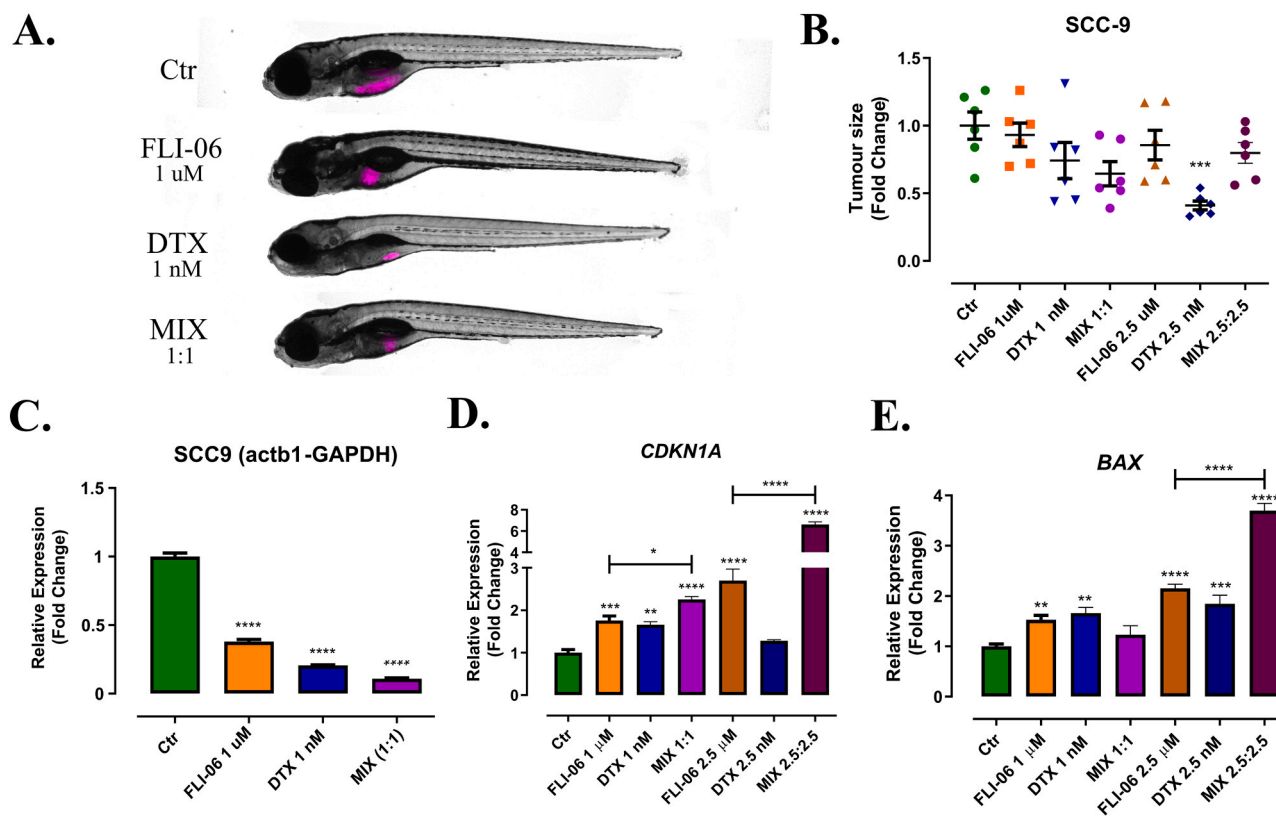 A.
Ctr
FLI-06
1 uM
DTX
1 nM
MIX
1:1
B.
SCC-9
Tumour size
(Fold Change)
1.5
1.0
0.5
0.0
***
Ctr
FLI-06 1uM
DTX 1 nM
MIX 1:1
FLI-06 2.5 uM
DTX 2.5 nM
MIX 2.5:2.5
C.
SCC9 (actb1-GAPDH)
Relative Expression
(Fold Change)
1.5
1
0.5
0
****
****
****
Ctr
FLI-06 1 uM
DTX 1 nM
MIX (1:1)
D.
CDKN1A
Relative Expression
(Fold Change)
8
6
4
2
3
2
1
0
***
**
*
****
****
****
****
Ctr
FLI-06 1 μM
DTX 1 nM
MIX 1:1
FLI-06 2.5 μM
DTX 2.5 nM
MIX 2.5:2.5
E.
BAX
Relative Expression
(Fold Change)
4
3
2
1
0
**
**
****
***
****
****
Ctr
FLI-06 1 μM
DTX 1 nM
MIX 1:1
FLI-06 2.5 μM
DTX 2.5 nM
MIX 2.5:2.5